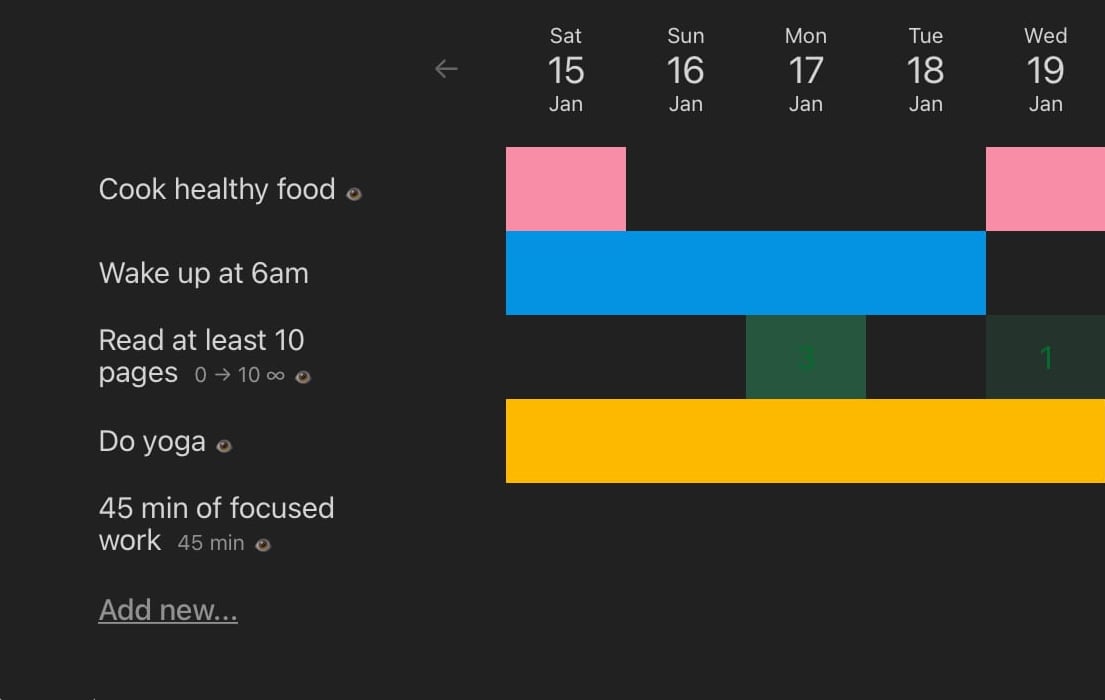 Sat Sun Mon Tue Wed
← 15 16 17 18 19
Jan Jan Jan Jan Jan
Cook healthy food
Wake up at 6am
Read at least 10
pages 0 → 10 ∞
3 1
Do yoga
45 min of focused
work 45 min
Add new...